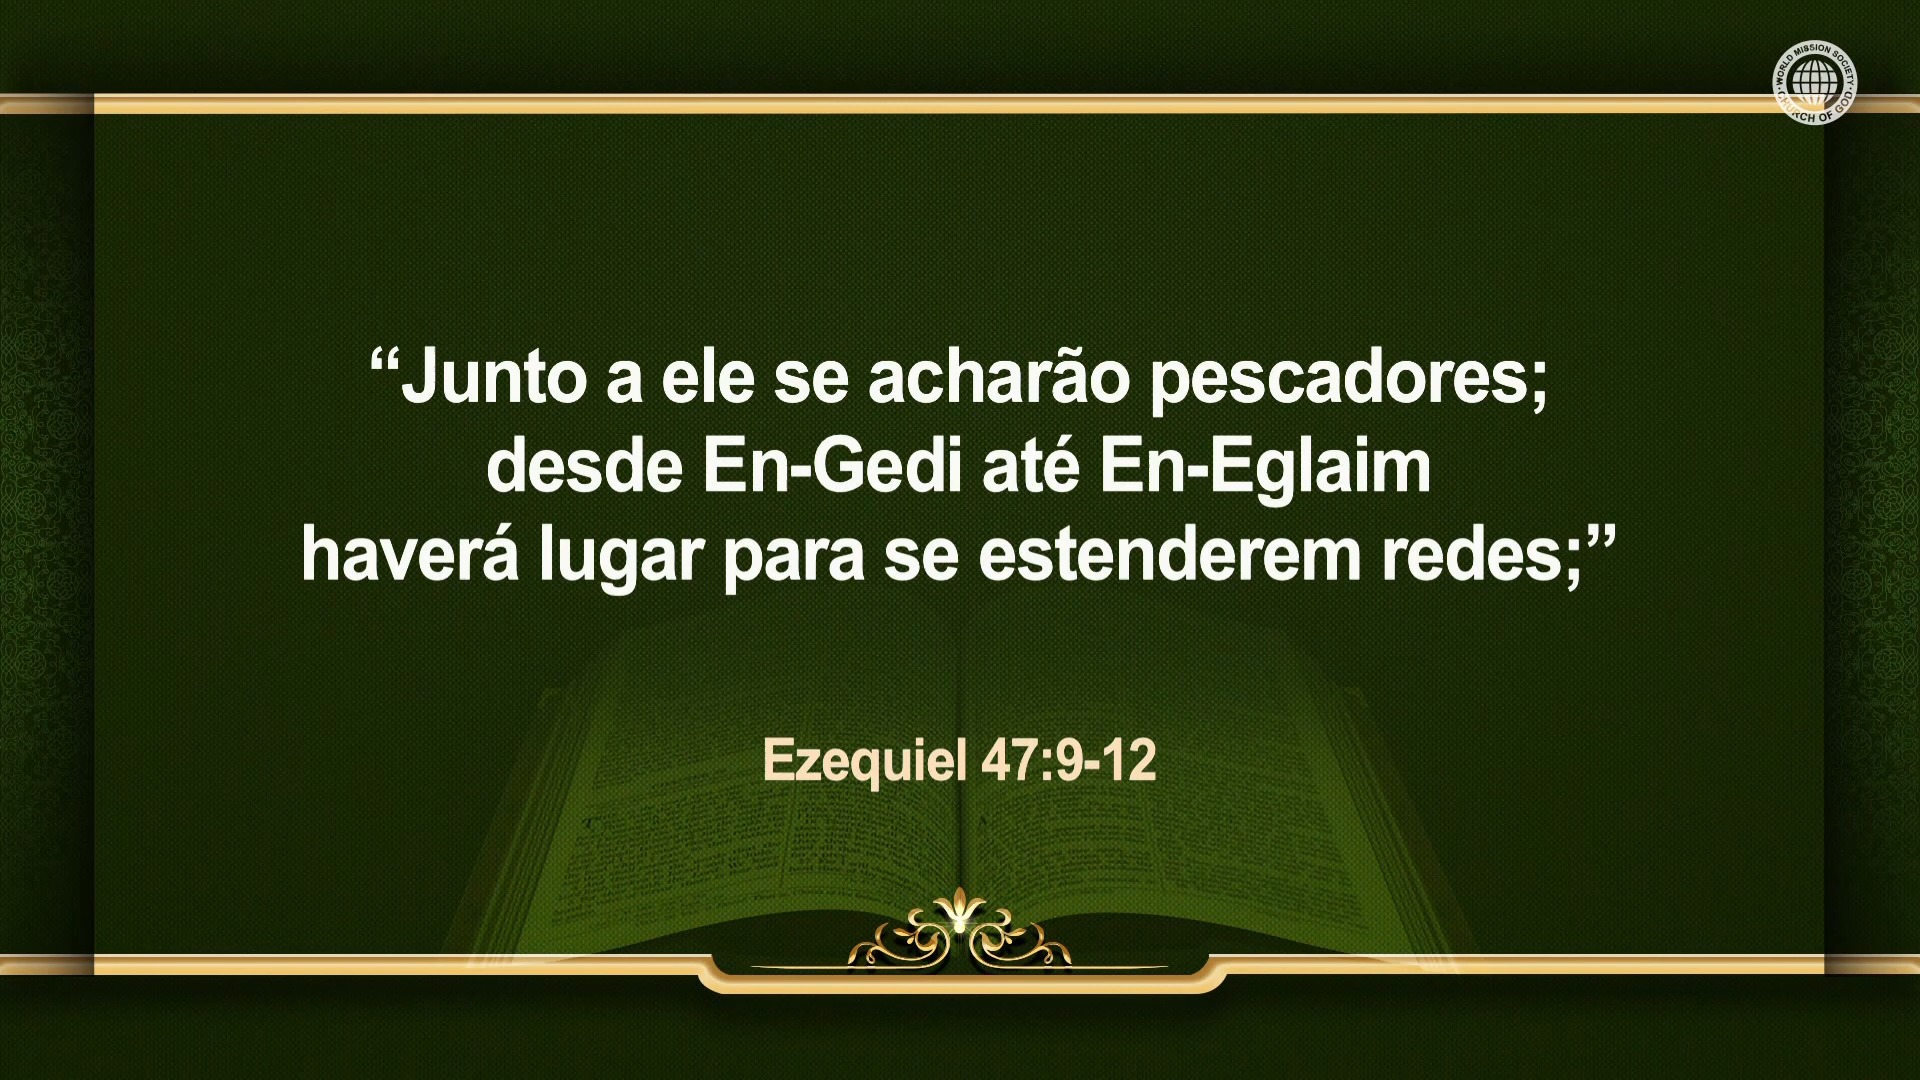 WORLD MISSION SOCIETY
CHURCH OF GOD
“Junto a ele se acharão pescadores;
desde En-Gedi até En-Eglaim
haverá lugar para se estenderem redes;”
Ezequiel 47:9-12